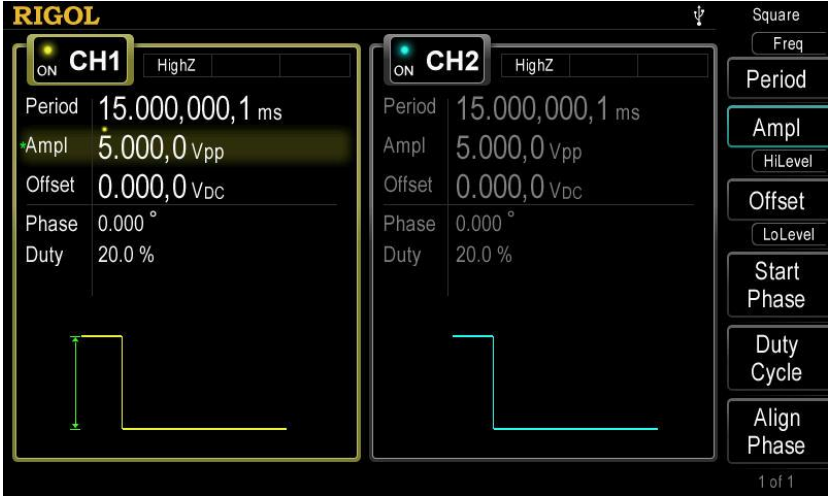 RIGOL
ON CH1 HighZ
Period 15.000,000,1 ms
*Ampl 5.000,0 Vpp
Offset 0.000,0 VDC
Phase 0.000 °
Duty 20.0 %
ON CH2 HighZ
Period 15.000,000,1 ms
Ampl 5.000,0 Vpp
Offset 0.000,0 VDC
Phase 0.000 °
Duty 20.0 %
Square
Freq
Period
Ampl
HiLevel
Offset
LoLevel
Start
Phase
Duty
Cycle
Align
Phase
1 of 1